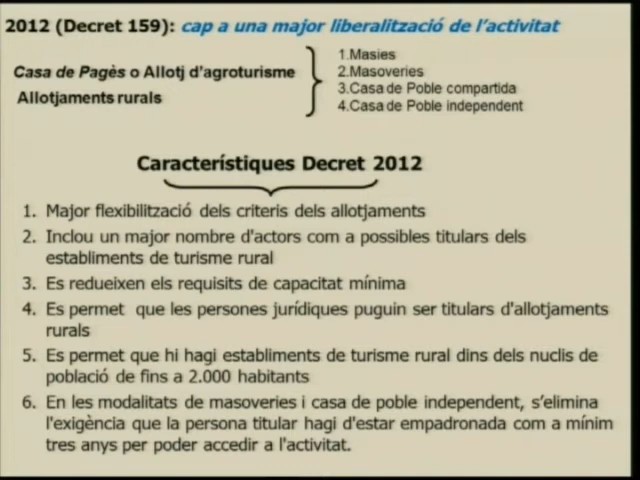 2012 (Decret 159): cap a una major liberalització de l'activitat
Casa de Pagès o Allotj d'agroturisme
Allotjaments rurals
1.Masies
2.Masoveries
3.Casa de Poble compartida
4.Casa de Poble independent
Característiques Decret 2012
1. Major flexibilització dels criteris dels allotjaments
2. Inclou un major nombre d'actors com a possibles titulars dels
establiments de turisme rural
3. Es redueixen els requisits de capacitat mínima
4. Es permet que les persones jurídiques puguin ser titulars d'allotjaments
rurals
5. Es permet que hi hagi establiments de turisme rural dins dels nuclis de
població de fins a 2.000 habitants
6. En les modalitats de masoveries i casa de poble independent, s'elimina
l'exigència que la persona titular hagi d'estar empadronada com a mínim
tres anys per poder accedir a l'activitat.